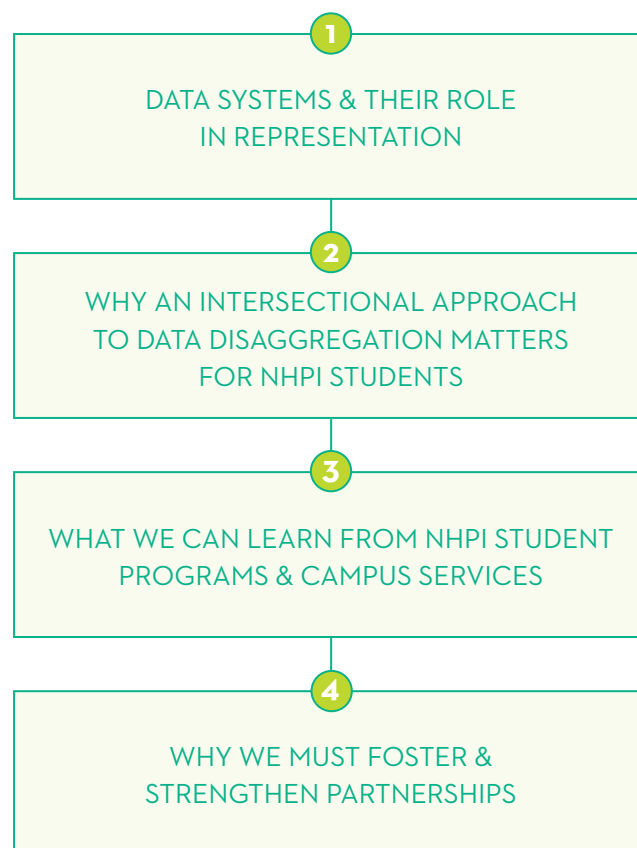 1
DATA SYSTEMS & THEIR ROLE
IN REPRESENTATION
2
WHY AN INTERSECTIONAL APPROACH
TO DATA DISAGGREGATION MATTERS
FOR NHPI STUDENTS
3
WHAT WE CAN LEARN FROM NHPI STUDENT
PROGRAMS & CAMPUS SERVICES
4
WHY WE MUST FOSTER &
STRENGTHEN PARTNERSHIPS